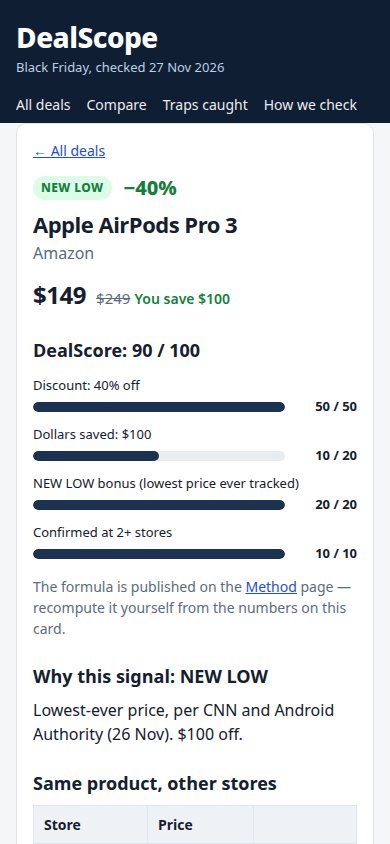 DealScope
Black Friday, checked 27 Nov 2026
All deals Compare Traps caught How we check
← All deals
NEW LOW −40%
Apple AirPods Pro 3
Amazon
$149 $249 You save $100
DealScore: 90 / 100
Discount: 40% off
50 / 50
Dollars saved: $100
10 / 20
NEW LOW bonus (lowest price ever tracked)
20 / 20
Confirmed at 2+ stores
10 / 10
The formula is published on the Method page —
recompute it yourself from the numbers on this
card.
Why this signal: NEW LOW
Lowest-ever price, per CNN and Android
Authority (26 Nov). $100 off.
Same product, other stores
Store Price